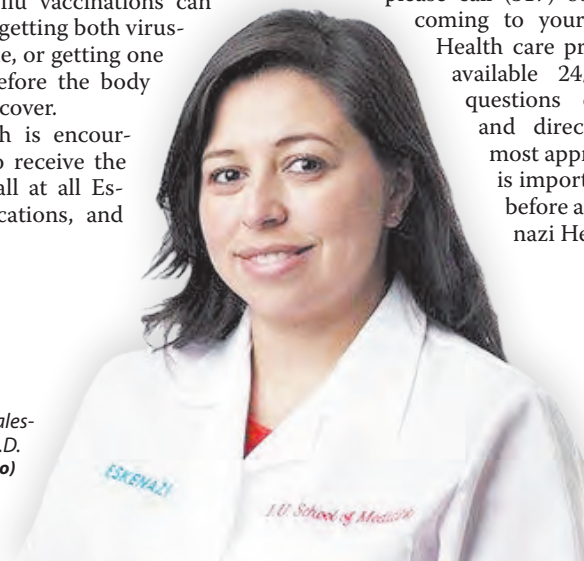 flu vaccinations can
getting both virus-
e, or getting one
efore the body
cover.
h is encour-
o receive the
all at all Es-
cations, and
ales-
.D.
o)
please call
coming to your
Health care pr
available 24/
questions
and direc
most appr
is import
before a
nazi He
ESKENAZI
I.U. School of Medicine